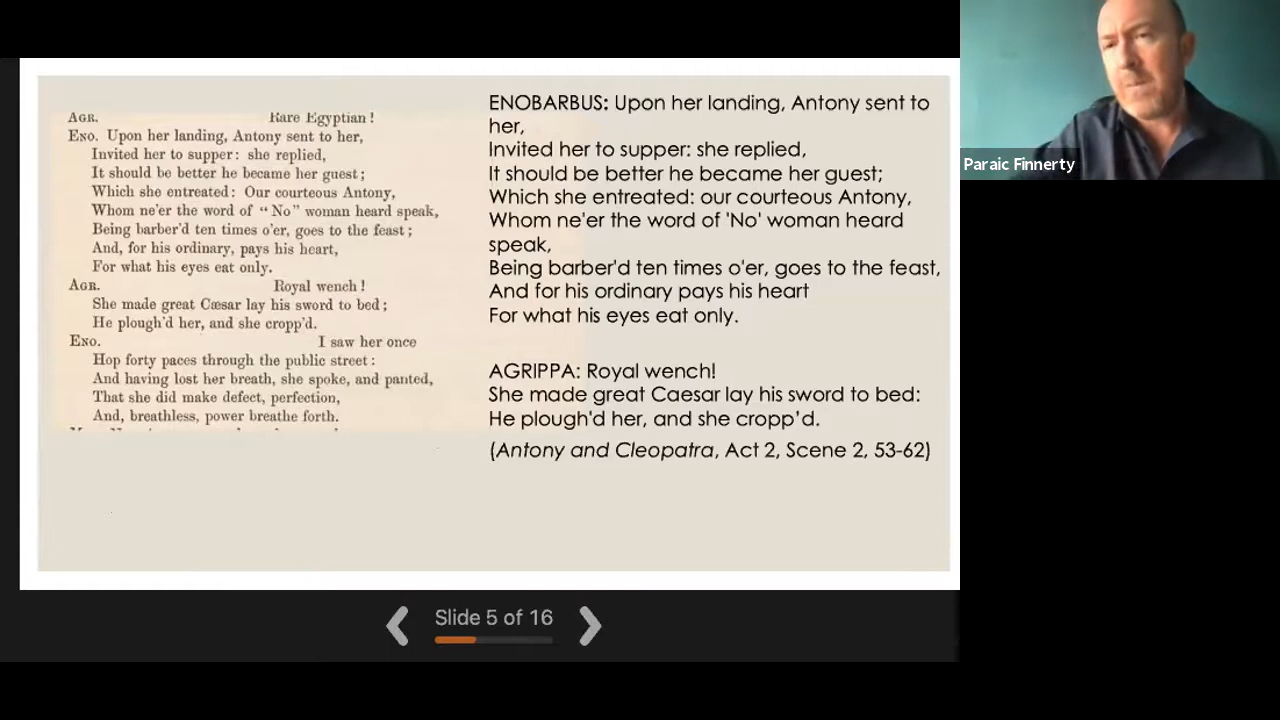 AGR. Rare Egyptian!
ENO. Upon her landing, Antony sent to her,
Invited her to supper: she replied,
It should be better he became her guest;
Which she entreated: Our courteous Antony,
Whom ne'er the word of “No” woman heard speak,
Being barber'd ten times o'er, goes to the feast;
And, for his ordinary, pays his heart,
For what his eyes eat only.
AGR. Royal wench!
She made great Cæsar lay his sword to bed;
He plough'd her, and she cropp'd.
ENO. I saw her once
Hop forty paces through the public street:
And having lost her breath, she spoke, and panted,
That she did make defect, perfection,
And, breathless, power breathe forth.
ENOBARBUS: Upon her landing, Antony sent to
her,
Invited her to supper: she replied,
It should be better he became her guest;
Which she entreated: our courteous Antony,
Whom ne'er the word of 'No' woman heard
speak,
Being barber'd ten times o'er, goes to the feast,
And for his ordinary pays his heart
For what his eyes eat only.
AGRIPPA: Royal wench!
She made great Caesar lay his sword to bed:
He plough'd her, and she cropp’d.
(Antony and Cleopatra, Act 2, Scene 2, 53-62)
Paraic Finnerty
Slide 5 of 16